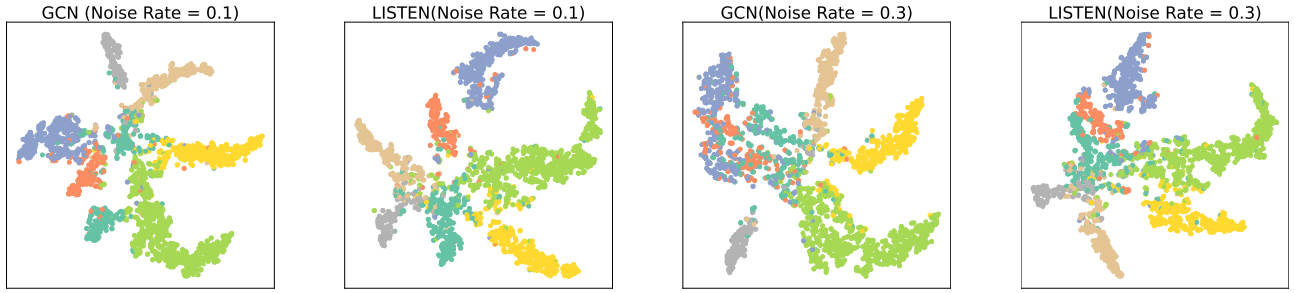 GCN (Noise Rate = 0.1)
LISTEN(Noise Rate = 0.1)
GCN(Noise Rate = 0.3)
LISTEN(Noise Rate = 0.3)